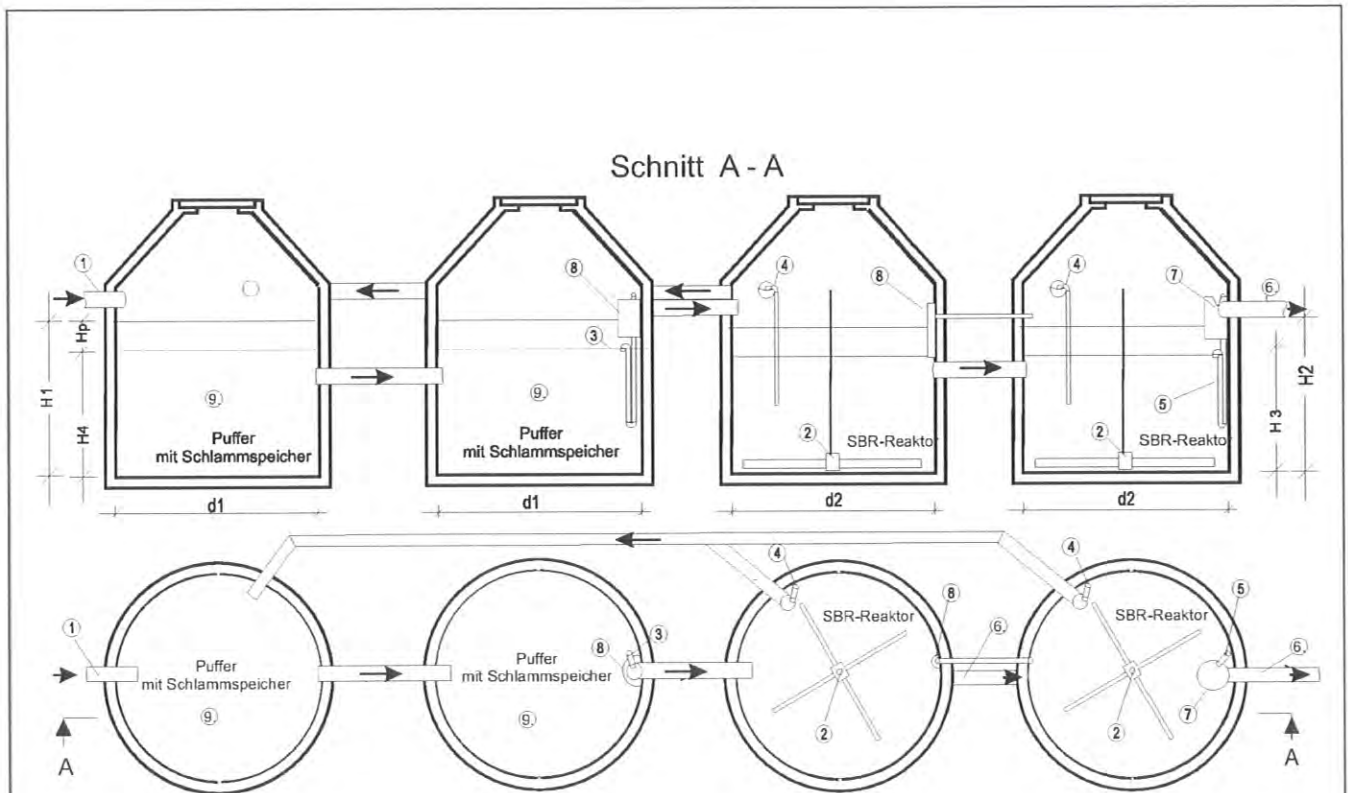 Schnitt A - A
1
8
4
8
4
7
6.
3
Hp
H1
H4
9.
9.
5
H2
H3
Puffer
mit Schlammspeicher
Puffer
mit Schlammspeicher
2
SBR-Reaktor
2
SBR-Reaktor
d1
d1
d2
d2
4
4
1
Puffer
mit Schlammspeicher
9.
8
3
Puffer
mit Schlammspeicher
9.
SBR-Reaktor
2
8
6.
SBR-Reaktor
2
5
6.
7
A
A